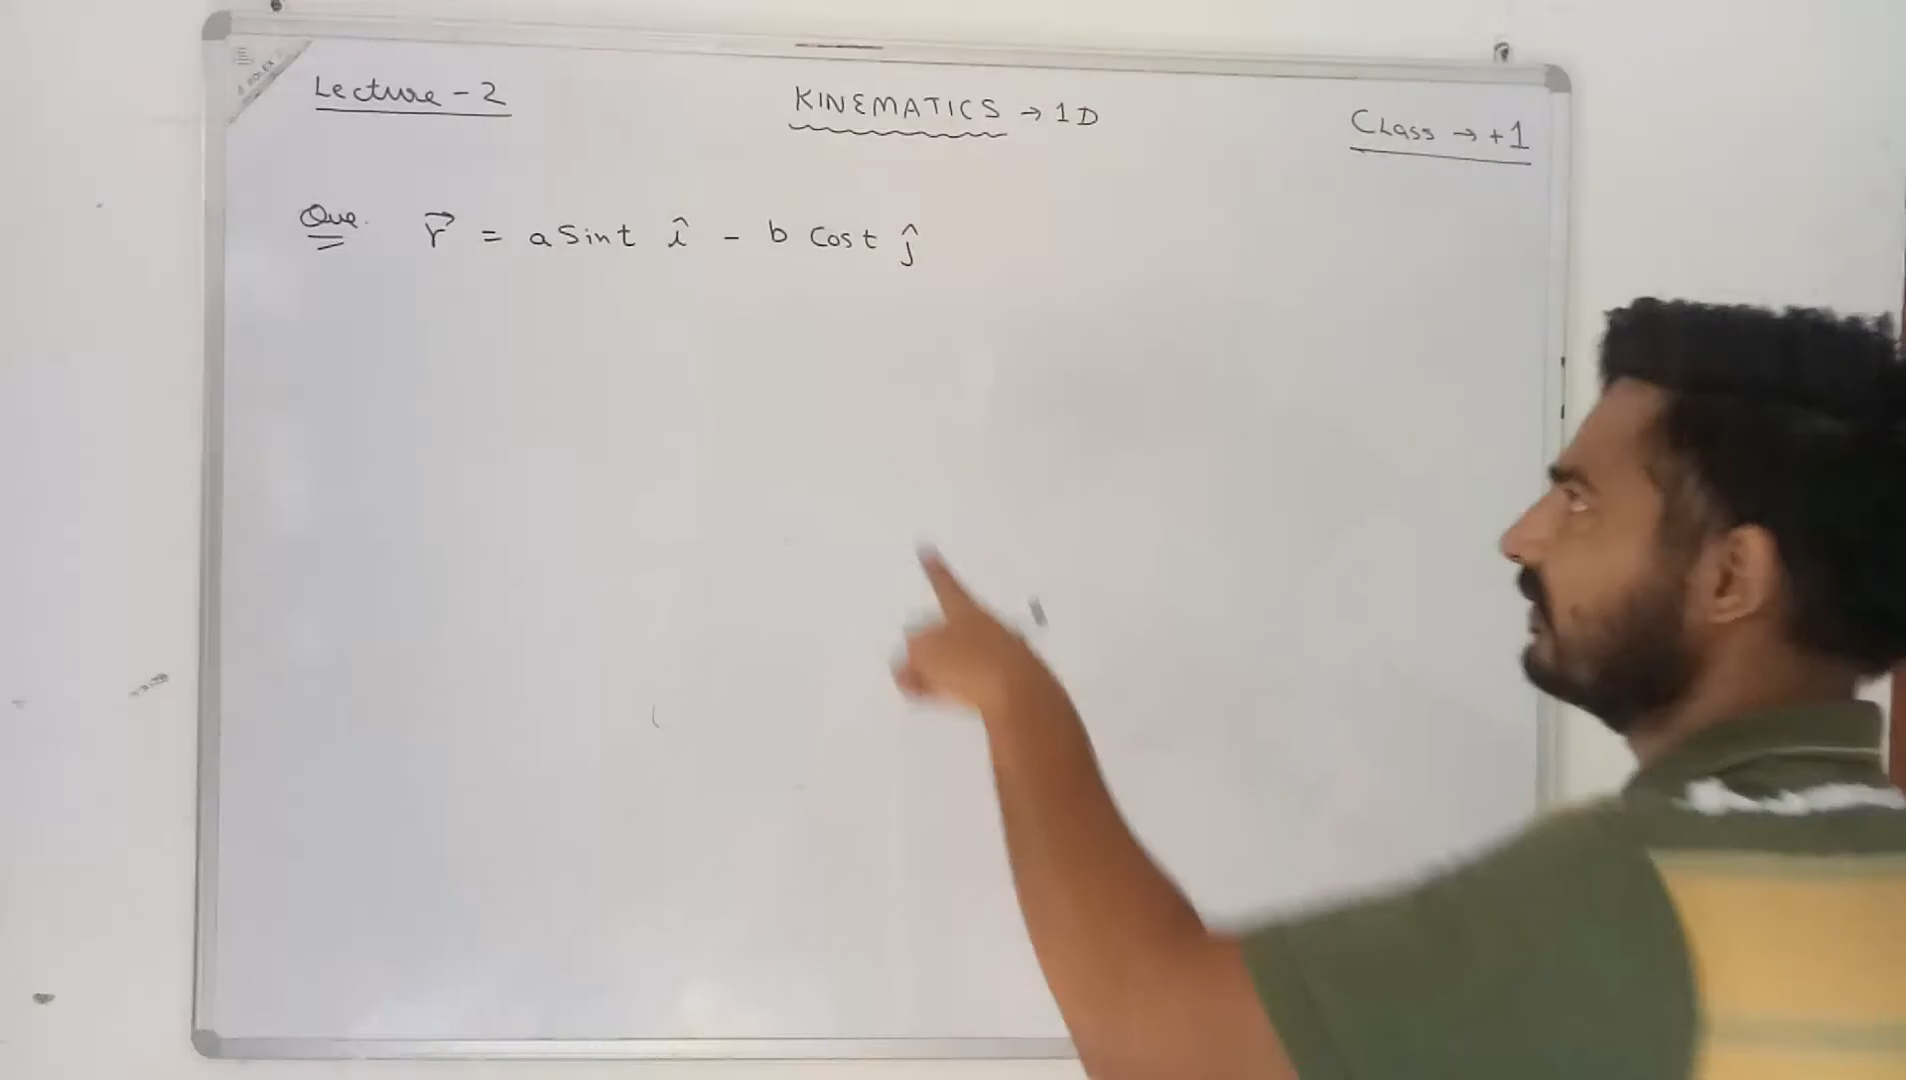 Lecture - 2
KINEMATICS → 1D
Class → +1
Que. r⃗ = a Sin t î - b Cos t ĵ